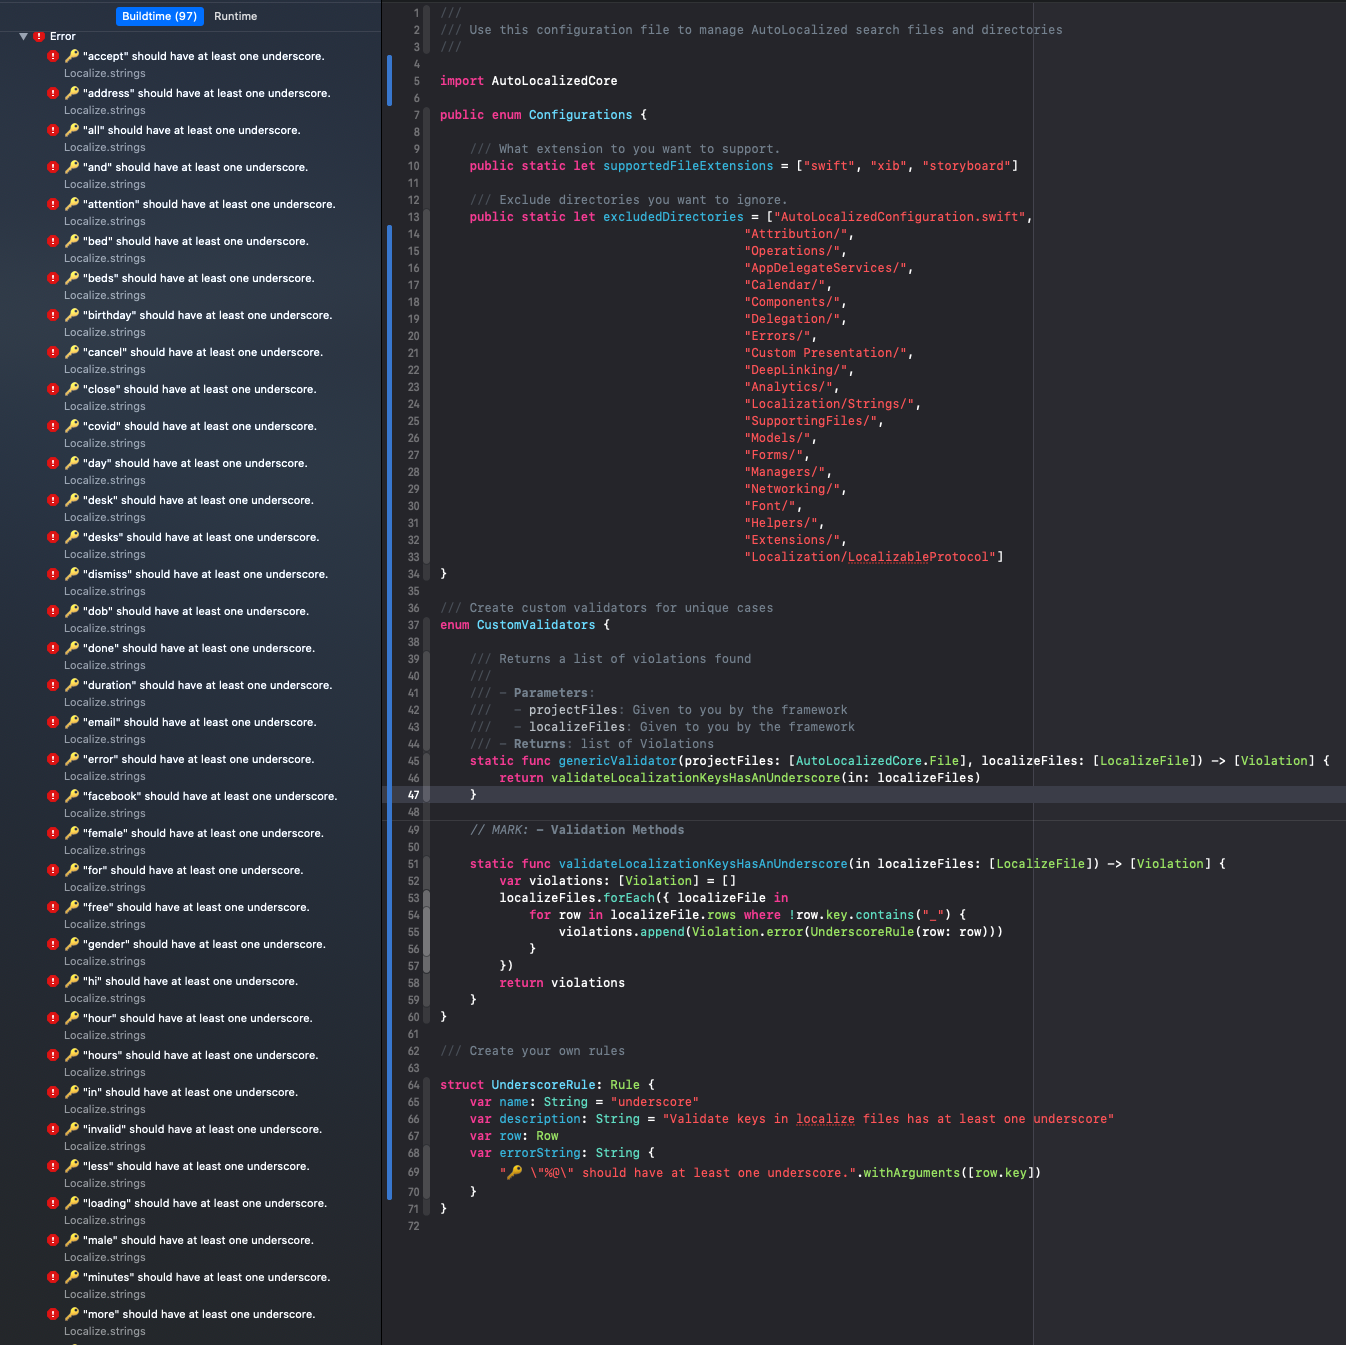 Buildtime (97) Runtime
Error
"accept" should have at least one underscore.
Localize.strings
"address" should have at least one underscore.
Localize.strings
"all" should have at least one underscore.
Localize.strings
"and" should have at least one underscore.
Localize.strings
"attention" should have at least one underscore.
Localize.strings
"bed" should have at least one underscore.
Localize.strings
"beds" should have at least one underscore.
Localize.strings
"birthday" should have at least one underscore.
Localize.strings
"cancel" should have at least one underscore.
Localize.strings
"close" should have at least one underscore.
Localize.strings
"covid" should have at least one underscore.
Localize.strings
"day" should have at least one underscore.
Localize.strings
"desk" should have at least one underscore.
Localize.strings
"desks" should have at least one underscore.
Localize.strings
"dismiss" should have at least one underscore.
Localize.strings
"dob" should have at least one underscore.
Localize.strings
"done" should have at least one underscore.
Localize.strings
"duration" should have at least one underscore.
Localize.strings
"email" should have at least one underscore.
Localize.strings
"error" should have at least one underscore.
Localize.strings
"facebook" should have at least one underscore.
Localize.strings
"female" should have at least one underscore.
Localize.strings
"for" should have at least one underscore.
Localize.strings
"free" should have at least one underscore.
Localize.strings
"gender" should have at least one underscore.
Localize.strings
"hi" should have at least one underscore.
Localize.strings
"hour" should have at least one underscore.
Localize.strings
"hours" should have at least one underscore.
Localize.strings
"in" should have at least one underscore.
Localize.strings
"invalid" should have at least one underscore.
Localize.strings
"less" should have at least one underscore.
Localize.strings
"loading" should have at least one underscore.
Localize.strings
"male" should have at least one underscore.
Localize.strings
"minutes" should have at least one underscore.
Localize.strings
"more" should have at least one underscore.
Localize.strings
1 ///
2 /// Use this configuration file to manage AutoLocalized search files and directories
3 ///
4
5 import AutoLocalizedCore
6
7 public enum Configurations {
8
9     /// What extension to you want to support.
10     public static let supportedFileExtensions = ["swift", "xib", "storyboard"]
11
12     /// Exclude directories you want to ignore.
13     public static let excludedDirectories = ["AutoLocalizedConfiguration.swift",
14 "Attribution/",
15 "Operations/",
16 "AppDelegateServices/",
17 "Calendar/",
18 "Components/",
19 "Delegation/",
20 "Errors/",
21 "Custom Presentation/",
22 "DeepLinking/",
23 "Analytics/",
24 "Localization/Strings/",
25 "SupportingFiles/",
26 "Models/",
27 "Forms/",
28 "Managers/",
29 "Networking/",
30 "Font/",
31 "Helpers/",
32 "Extensions/",
33 "Localization/LocalizableProtocol"]
34 }
35
36 /// Create custom validators for unique cases
37 enum CustomValidators {
38
39     /// Returns a list of violations found
40     ///
41     /// - Parameters:
42     ///   - projectFiles: Given to you by the framework
43     ///   - localizeFiles: Given to you by the framework
44     /// - Returns: list of Violations
45     static func genericValidator(projectFiles: [AutoLocalizedCore.File], localizeFiles: [LocalizeFile]) -> [Violation] {
46         return validateLocalizationKeysHasAnUnderscore(in: localizeFiles)
47     }
48
49     // MARK: - Validation Methods
50
51     static func validateLocalizationKeysHasAnUnderscore(in localizeFiles: [LocalizeFile]) -> [Violation] {
52         var violations: [Violation] = []
53         localizeFiles.forEach({ localizeFile in
54             for row in localizeFile.rows where !row.key.contains("_") {
55                 violations.append(Violation.error(UnderscoreRule(row: row)))
56             }
57         })
58         return violations
59     }
60 }
61
62 /// Create your own rules
63
64 struct UnderscoreRule: Rule {
65     var name: String = "underscore"
66     var description: String = "Validate keys in localize files has at least one underscore"
67     var row: Row
68     var errorString: String {
69         "🔑 \"%@\" should have at least one underscore.".withArguments([row.key])
70     }
71 }
72